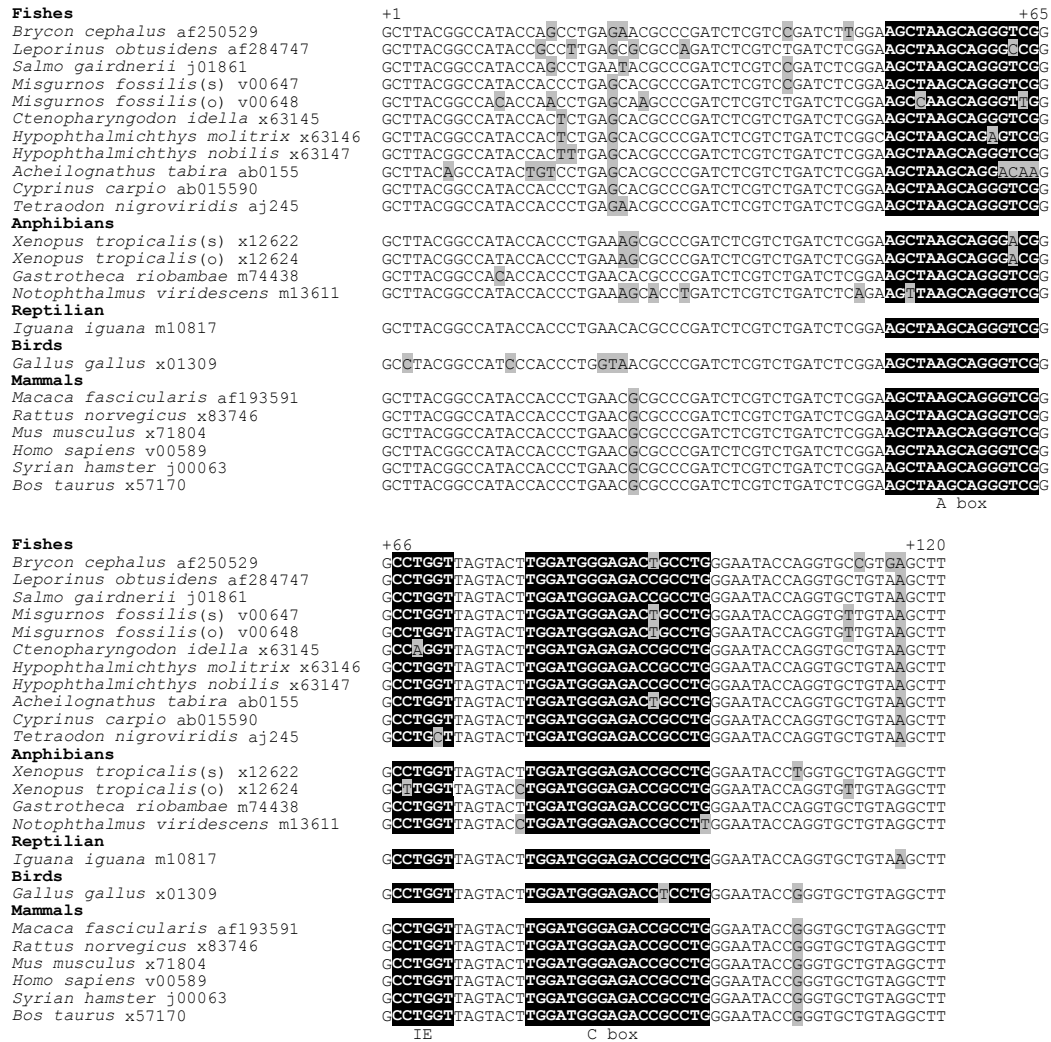 Fishes +1 +65
Brycon cephalus af250529 GCTTACGGCCATACCAGCCTGAGAACGCCCGATCTCGTCCGATCTTGGAAGCTAAGCAGGGTCGG
Leporinus obtusidens af284747 GCTTACGGCCATACCGCCTTGAGCGCGCCAGATCTCGTCTGATCTCGGAAGCTAAGCAGGGCCGG
Salmo gairdnerii j01861 GCTTACGGCCATACCAGCCTGAATACGCCCGATCTCGTCCGATCTCGGAAGCTAAGCAGGGTCGG
Misgurnos fossilis(s) v00647 GCTTACGGCCATACCACCCTGAGCACGCCCGATCTCGTCCGATCTCGGAAGCTAAGCAGGGTCGG
Misgurnos fossilis(o) v00648 GCTTACGGCCACACCAACCTGAGCAAGCCCGATCTCGTCTGATCTCGGAAGCCAAGCAGGGTTGG
Ctenopharyngodon idella x63145 GCTTACGGCCATACCACTCTGAGCACGCCCGATCTCGTCTGATCTCGGAAGCTAAGCAGGGTCGG
Hypophthalmichthys molitrix x63146 GCTTACGGCCATACCACTCTGAGCACGCCCGATCTCGTCTGATCTCGGCAGCTAAGCAGAGTCGG
Hypophthalmichthys nobilis x63147 GCTTACGGCCATACCACTTTGAGCACGCCCGATCTCGTCTGATCTCGGAAGCTAAGCAGGGTCGG
Acheilognathus tabira ab0155 GCTTACAGCCATACTGTCCTGAGCACGCCCGATCTCGTCTGATCTCGGAAGCTAAGCAGGACAAG
Cyprinus carpio ab015590 GCTTACGGCCATACCACCCTGAGCACGCCCGATCTCGTCTGATCTCGGAAGCTAAGCAGGGTCGG
Tetraodon nigroviridis aj245 GCTTACGGCCATACCACCCTGAGAACGCCCGATCTCGTCTGATCTCGGAAGCTAAGCAGGGTCGG
Anphibians
Xenopus tropicalis(s) x12622 GCTTACGGCCATACCACCCTGAAAGCGCCCGATCTCGTCTGATCTCGGAAGCTAAGCAGGGACGG
Xenopus tropicalis(o) x12624 GCTTACGGCCATACCACCCTGAAAGCGCCCGATCTCGTCTGATCTCGGAAGCTAAGCAGGGACGG
Gastrotheca riobambae m74438 GCTTACGGCCACACCACCCTGAACACGCCCGATCTCGTCTGATCTCGGAAGCTAAGCAGGGTCGG
Notophthalmus viridescens m13611 GCTTACGGCCATACCACCCTGAAAGCACCTGATCTCGTCTGATCTCAGAAGTTAAGCAGGGTCGG
Reptilian
Iguana iguana m10817 GCTTACGGCCATACCACCCTGAACACGCCCGATCTCGTCTGATCTCGGAAGCTAAGCAGGGTCGG
Birds
Gallus gallus x01309 GCCTACGGCCATCCCACCCTGGTAACGCCCGATCTCGTCTGATCTCGGAAGCTAAGCAGGGTCGG
Mammals
Macaca fascicularis af193591 GCTTACGGCCATACCACCCTGAACGCGCCCGATCTCGTCTGATCTCGGAAGCTAAGCAGGGTCGG
Rattus norvegicus x83746 GCTTACGGCCATACCACCCTGAACGCGCCCGATCTCGTCTGATCTCGGAAGCTAAGCAGGGTCGG
Mus musculus x71804 GCTTACGGCCATACCACCCTGAACGCGCCCGATCTCGTCTGATCTCGGAAGCTAAGCAGGGTCGG
Homo sapiens v00589 GCTTACGGCCATACCACCCTGAACGCGCCCGATCTCGTCTGATCTCGGAAGCTAAGCAGGGTCGG
Syrian hamster j00063 GCTTACGGCCATACCACCCTGAACGCGCCCGATCTCGTCTGATCTCGGAAGCTAAGCAGGGTCGG
Bos taurus x57170 GCTTACGGCCATACCACCCTGAACGCGCCCGATCTCGTCTGATCTCGGAAGCTAAGCAGGGTCGG
A box
Fishes +66 +120
Brycon cephalus af250529 GCCTGGTTAGTACTTGGATGGGAGACTGCCTGGGAATACCAGGTGCCGTGAGCTT
Leporinus obtusidens af284747 GCCTGGTTAGTACTTGGATGGGAGACCGCCTGGGAATACCAGGTGCTGTAAGCTT
Salmo gairdnerii j01861 GCCTGGTTAGTACTTGGATGGGAGACCGCCTGGGAATACCAGGTGCTGTAAGCTT
Misgurnos fossilis(s) v00647 GCCTGGTTAGTACTTGGATGGGAGACTGCCTGGGAATACCAGGTGTTGTAAGCTT
Misgurnos fossilis(o) v00648 GCCTGGTTAGTACTTGGATGGGAGACTGCCTGGGAATACCAGGTGTTGTAAGCTT
Ctenopharyngodon idella x63145 GCCAGGTTAGTACTTGGATGAGAGACCGCCTGGGAATACCAGGTGCTGTAAGCTT
Hypophthalmichthys molitrix x63146 GCCTGGTTAGTACTTGGATGGGAGACCGCCTGGGAATACCAGGTGCTGTAAGCTT
Hypophthalmichthys nobilis x63147 GCCTGGTTAGTACTTGGATGGGAGACCGCCTGGGAATACCAGGTGCTGTAAGCTT
Acheilognathus tabira ab0155 GCCTGGTTAGTACTTGGATGGGAGACTGCCTGGGAATACCAGGTGCTGTAAGCTT
Cyprinus carpio ab015590 GCCTGGTTAGTACTTGGATGGGAGACCGCCTGGGAATACCAGGTGCTGTAAGCTT
Tetraodon nigroviridis aj245 GCCTGCTTAGTACTTGGATGGGAGACCGCCTGGGAATACCAGGTGCTGTAAGCTT
Anphibians
Xenopus tropicalis(s) x12622 GCCTGGTTAGTACTTGGATGGGAGACCGCCTGGGAATACCTGGTGCTGTAGGCTT
Xenopus tropicalis(o) x12624 GCTTGGTTAGTACCTGGATGGGAGACCGCCTGGGAATACCAGGTGTTGTAGGCTT
Gastrotheca riobambae m74438 GCCTGGTTAGTACTTGGATGGGAGACCGCCTGGGAATACCAGGTGCTGTAGGCTT
Notophthalmus viridescens m13611 GCCTGGTTAGTACCTGGATGGGAGACCGCCTTGGAATACCAGGTGCTGTAGGCTT
Reptilian
Iguana iguana m10817 GCCTGGTTAGTACTTGGATGGGAGACCGCCTGGGAATACCAGGTGCTGTAAGCTT
Birds
Gallus gallus x01309 GCCTGGTTAGTACTTGGATGGGAGACCTCCTGGGAATACCGGGTGCTGTAGGCTT
Mammals
Macaca fascicularis af193591 GCCTGGTTAGTACTTGGATGGGAGACCGCCTGGGAATACCGGGTGCTGTAGGCTT
Rattus norvegicus x83746 GCCTGGTTAGTACTTGGATGGGAGACCGCCTGGGAATACCGGGTGCTGTAGGCTT
Mus musculus x71804 GCCTGGTTAGTACTTGGATGGGAGACCGCCTGGGAATACCGGGTGCTGTAGGCTT
Homo sapiens v00589 GCCTGGTTAGTACTTGGATGGGAGACCGCCTGGGAATACCGGGTGCTGTAGGCTT
Syrian hamster j00063 GCCTGGTTAGTACTTGGATGGGAGACCGCCTGGGAATACCGGGTGCTGTAGGCTT
Bos taurus x57170 GCCTGGTTAGTACTTGGATGGGAGACCGCCTGGGAATACCGGGTGCTGTAGGCTT
IE C box